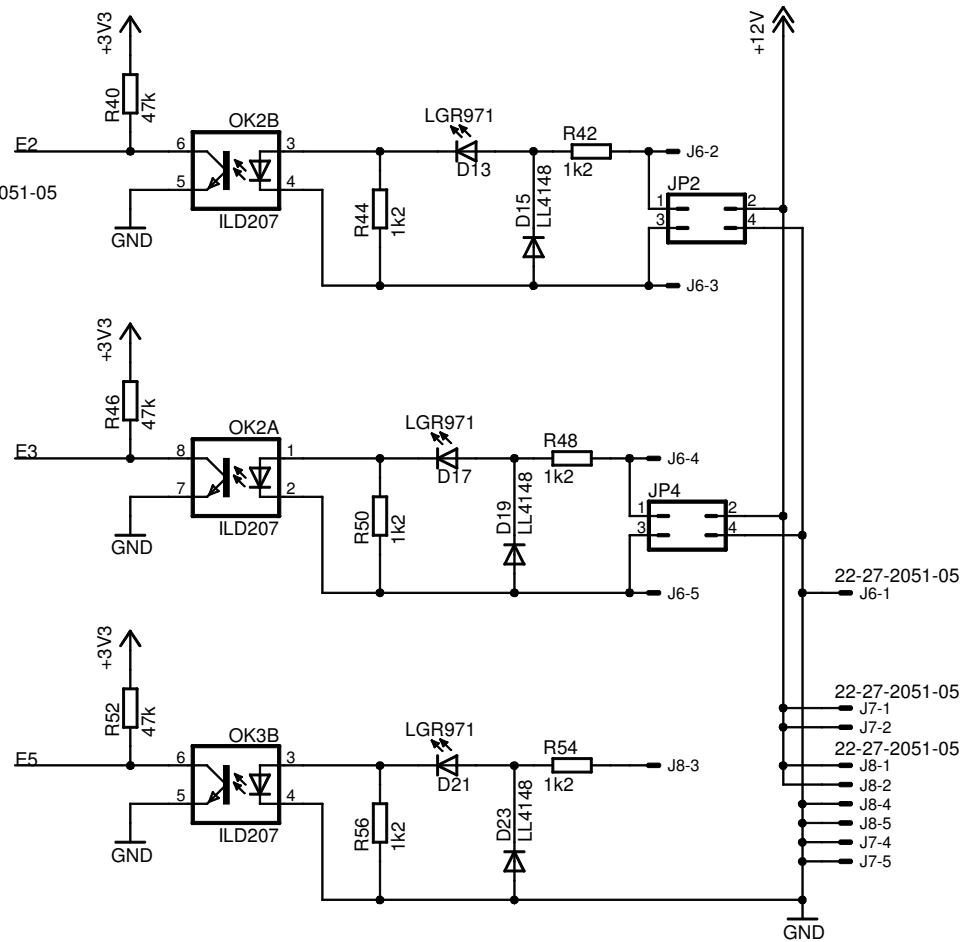 +3V3
+12V
R40
47k
E2
OK2B
6
3
5
4
ILD207
GND
051-05
LGR971
D13
R42
1k2
J6-2
R44
1k2
D15
LL4148
JP2
1
2
3
4
J6-3
+3V3
R46
47k
E3
OK2A
8
1
7
2
ILD207
GND
LGR971
D17
R48
1k2
J6-4
R50
1k2
D19
LL4148
JP4
1
2
3
4
J6-5
22-27-2051-05
J6-1
+3V3
R52
47k
E5
OK3B
6
3
5
4
ILD207
GND
LGR971
D21
R54
1k2
J8-3
R56
1k2
D23
LL4148
22-27-2051-05
J7-1
J7-2
22-27-2051-05
J8-1
J8-2
J8-4
J8-5
J7-4
J7-5
GND